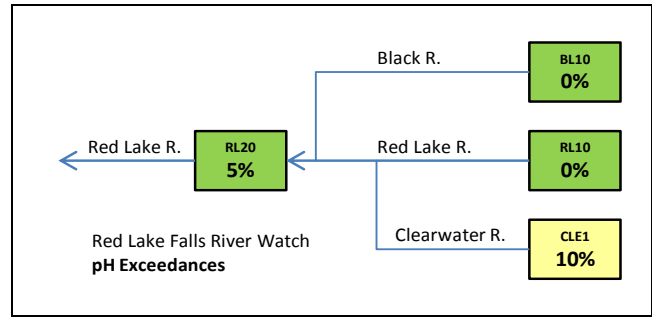 Black R.
BL10
0%
Red Lake R.
RL20
5%
Red Lake R.
RL10
0%
Clearwater R.
CLE1
10%
Red Lake Falls River Watch
pH Exceedances